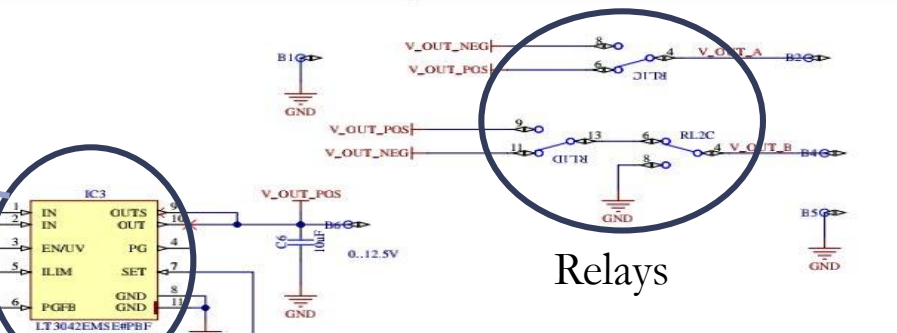 V_OUT_NEG 8
B1 4 V_OUT_A B2
V_OUT_POS 6
RL1C
GND
V_OUT_POS 9
11 13 6 RL2C
V_OUT_NEG RL1D 4 V_OUT_B B4
8
IC3
V_OUT_POS
GND
B5
1 IN OUTS 9
2 IN OUT 10
B6
3 EN/UV PG 4
C6 10uF
0..12.5V
GND
5 ILIM SET 7
Relays
GND 8
6 PGFB GND 11
GND
LT3042EMSE#PBF